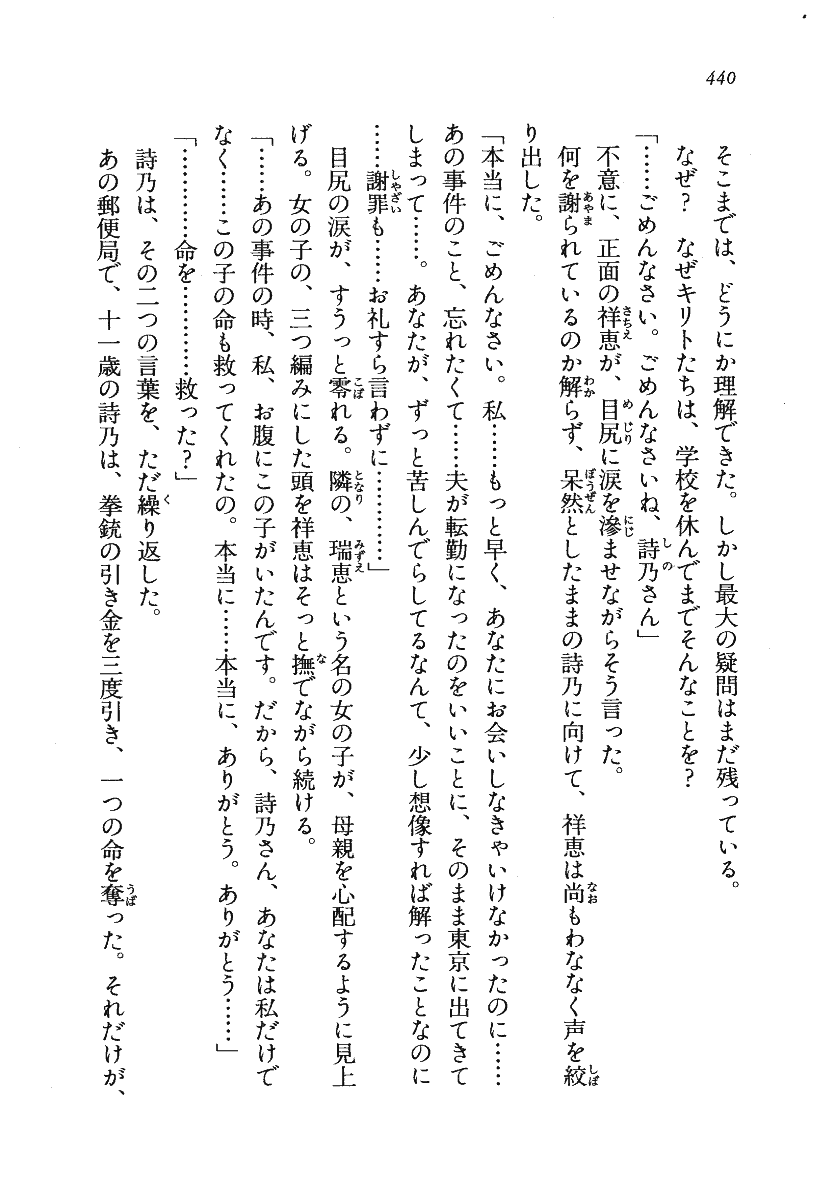 440
そこまでは、どうにか理解できた。しかし最大の疑問はまだ残っている。
なぜ？　なぜキリトたちは、学校を休んでまでそんなことを？
「……ごめんなさい。ごめんなさいね、詩乃さん」
不意に、正面の祥恵が、目尻に涙を滲ませながらそう言った。
何を謝られているのか解らず、呆然としたままの詩乃に向けて、祥恵は尚もわななく声を絞
り出した。
「本当に、ごめんなさい。私……もっと早く、あなたにお会いしなきゃいけなかったのに……
あの事件のこと、忘れたくて……夫が転勤になったのをいいことに、そのまま東京に出てきて
しまって……。あなたが、ずっと苦しんでらしてるなんて、少し想像すれば解ったことなのに
……謝罪も……お礼すら言わずに…………」
目尻の涙が、すうっと零れる。隣の、瑞恵という名の女の子が、母親を心配するように見上
げる。女の子の、三つ編みにした頭を祥恵はそっと撫でながら続ける。
「……あの事件の時、私、お腹にこの子がいたんです。だから、詩乃さん、あなたは私だけで
なく……この子の命も救ってくれたの。本当に……本当に、ありがとう。ありがとう……」
「…………命を…………救った？」
詩乃は、その二つの言葉を、ただ繰り返した。
あの郵便局で、十一歳の詩乃は、拳銃の引き金を三度引き、一つの命を奪った。それだけが、